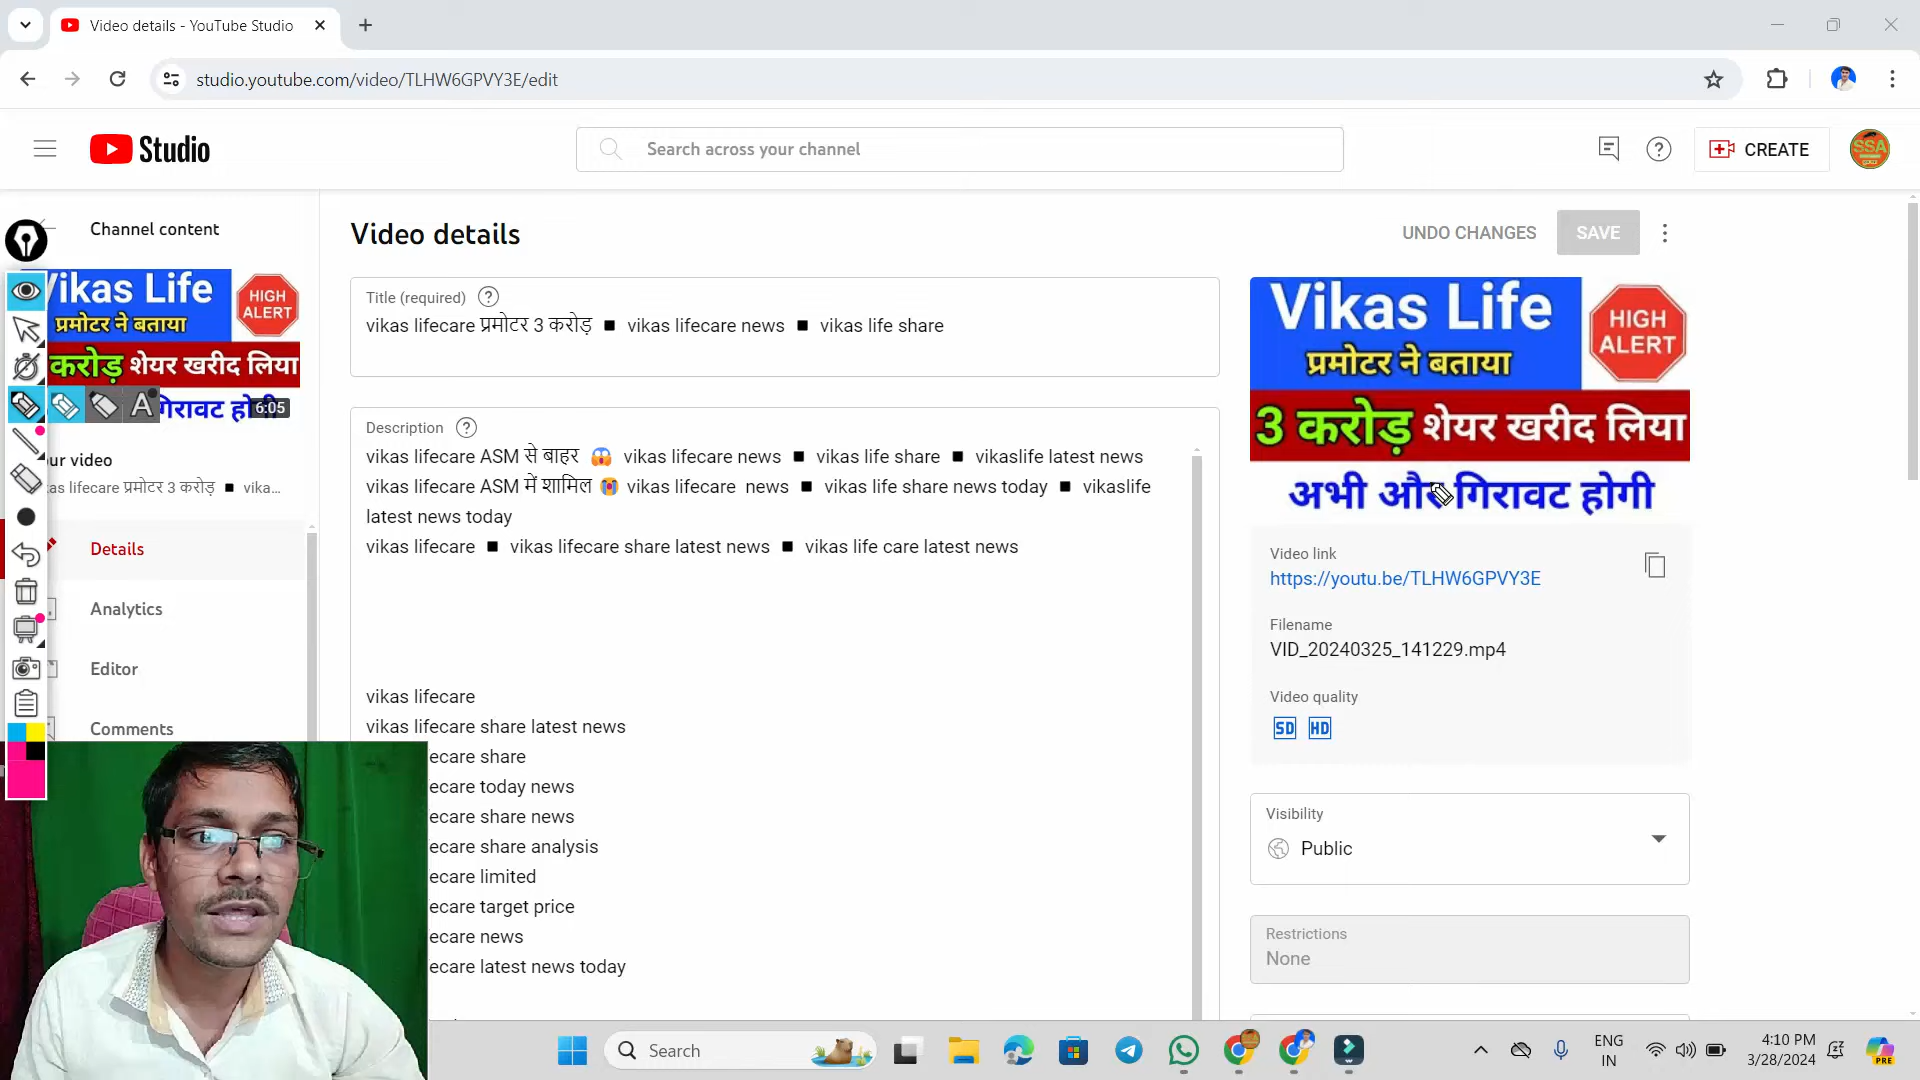 Video details - YouTube Studio
studio.youtube.com/video/TLHW6GPVY3E/edit
Studio
Search across your channel
CREATE
SSA
Channel content
Video details
UNDO CHANGES
SAVE
Vikas Life
प्रमोटर ने बताया
HIGH
ALERT
करोड़ शेयर खरीद लिया
गिरावट
6:05
Title (required)
vikas lifecare प्रमोटर 3 करोड़ ◾ vikas lifecare news ◾ vikas life share
Vikas Life
प्रमोटर ने बताया
HIGH
ALERT
3 करोड़ शेयर खरीद लिया
अभी और गिरावट होगी
Description
vikas lifecare ASM से बाहर 😱 vikas lifecare news ◾ vikas life share ◾ vikaslife latest news
vikas lifecare ASM में शामिल 😭 vikas lifecare news ◾ vikas life share news today ◾ vikaslife
latest news today
vikas lifecare ◾ vikas lifecare share latest news ◾ vikas life care latest news
vikas lifecare
vikas lifecare share latest news
ecare share
ecare today news
ecare share news
ecare share analysis
ecare limited
ecare target price
ecare news
ecare latest news today
ur video
as lifecare प्रमोटर 3 करोड़ ◾ vika...
Details
Analytics
Editor
Comments
A
Video link
https://youtu.be/TLHW6GPVY3E
Filename
VID_20240325_141229.mp4
Video quality
SD HD
Visibility
Public
Restrictions
None
Search
ENG
IN
4:10 PM
3/28/2024
PRE